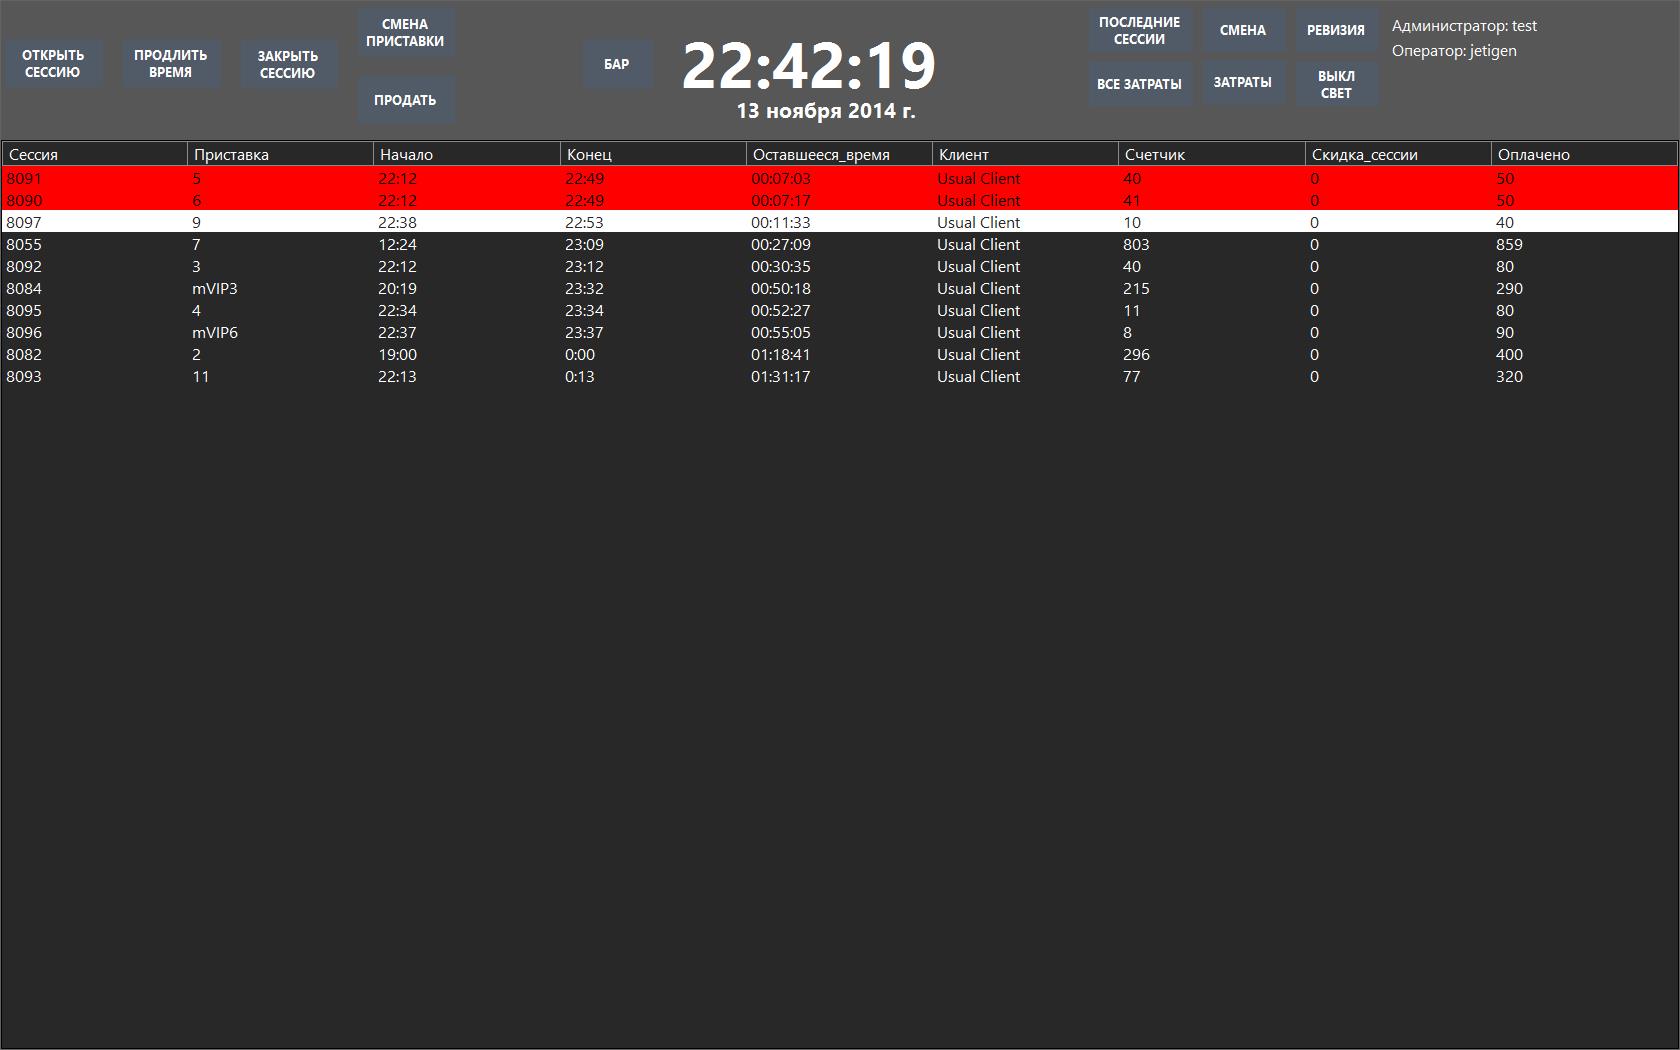 ОТКРЫТЬ
СЕССИЮ
ПРОДЛИТЬ
ВРЕМЯ
ЗАКРЫТЬ
СЕССИЮ
СМЕНА
ПРИСТАВКИ
ПРОДАТЬ
БАР
22:42:19
13 ноября 2014 г.
ПОСЛЕДНИЕ
СЕССИИ
СМЕНА
РЕВИЗИЯ
ВСЕ ЗАТРАТЫ
ЗАТРАТЫ
ВЫКЛ
СВЕТ
Администратор: test
Оператор: jetigen
Сессия Приставка Начало Конец Оставшееся_время Клиент Счетчик Скидка_сессии Оплачено
8091 5 22:12 22:49 00:07:03 Usual Client 40 0 50
8090 6 22:12 22:49 00:07:17 Usual Client 41 0 50
8097 9 22:38 22:53 00:11:33 Usual Client 10 0 40
8055 7 12:24 23:09 00:27:09 Usual Client 803 0 859
8092 3 22:12 23:12 00:30:35 Usual Client 40 0 80
8084 mVIP3 20:19 23:32 00:50:18 Usual Client 215 0 290
8095 4 22:34 23:34 00:52:27 Usual Client 11 0 80
8096 mVIP6 22:37 23:37 00:55:05 Usual Client 8 0 90
8082 2 19:00 0:00 01:18:41 Usual Client 296 0 400
8093 11 22:13 0:13 01:31:17 Usual Client 77 0 320